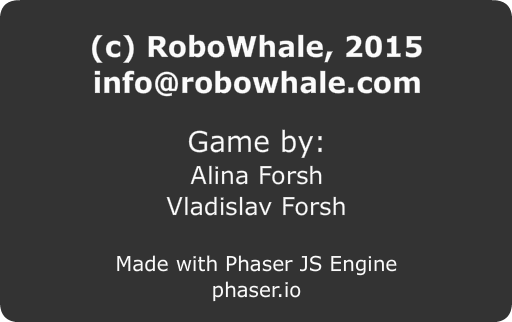 (c) RoboWhale, 2015
info@robowhale.com
Game by:
Alina Forsh
Vladislav Forsh
Made with Phaser JS Engine
phaser.io